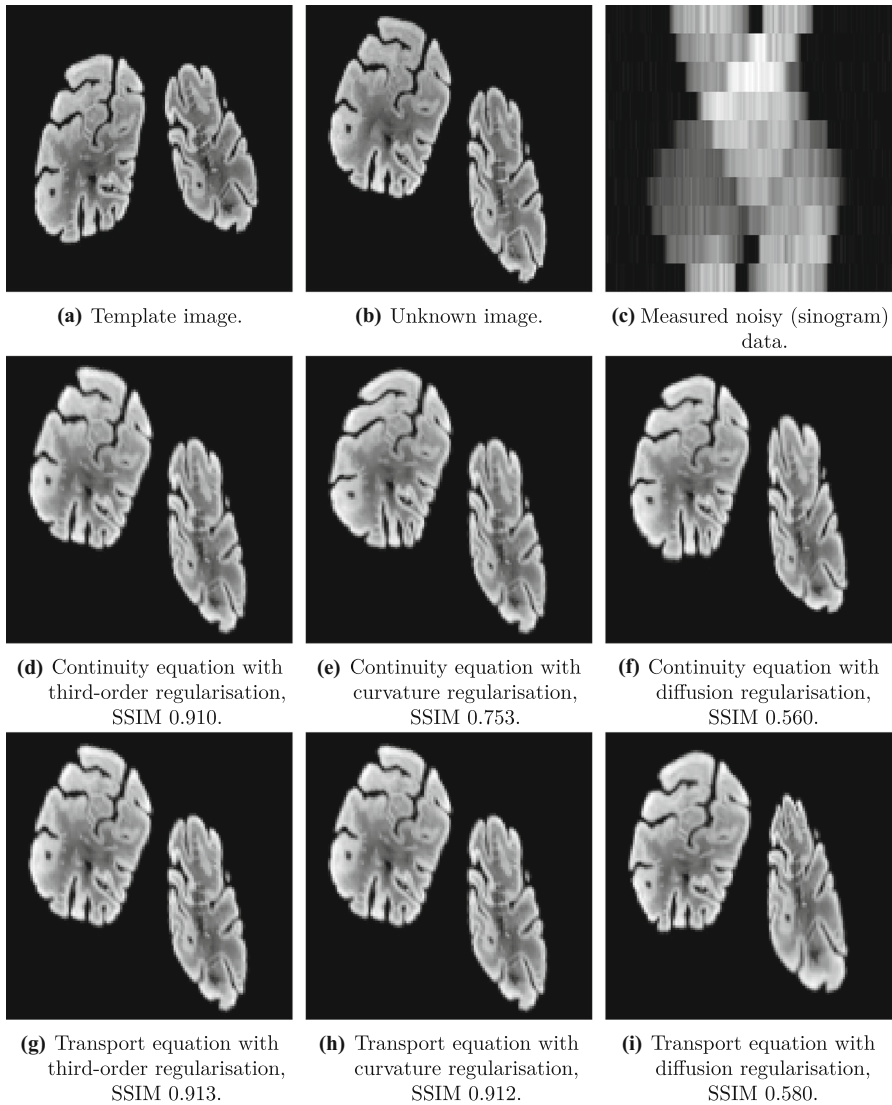 (a) Template image.
(b) Unknown image.
(c) Measured noisy (sinogram)
data.
(d) Continuity equation with
third-order regularisation,
SSIM 0.910.
(e) Continuity equation with
curvature regularisation,
SSIM 0.753.
(f) Continuity equation with
diffusion regularisation,
SSIM 0.560.
(g) Transport equation with
third-order regularisation,
SSIM 0.913.
(h) Transport equation with
curvature regularisation,
SSIM 0.912.
(i) Transport equation with
diffusion regularisation,
SSIM 0.580.